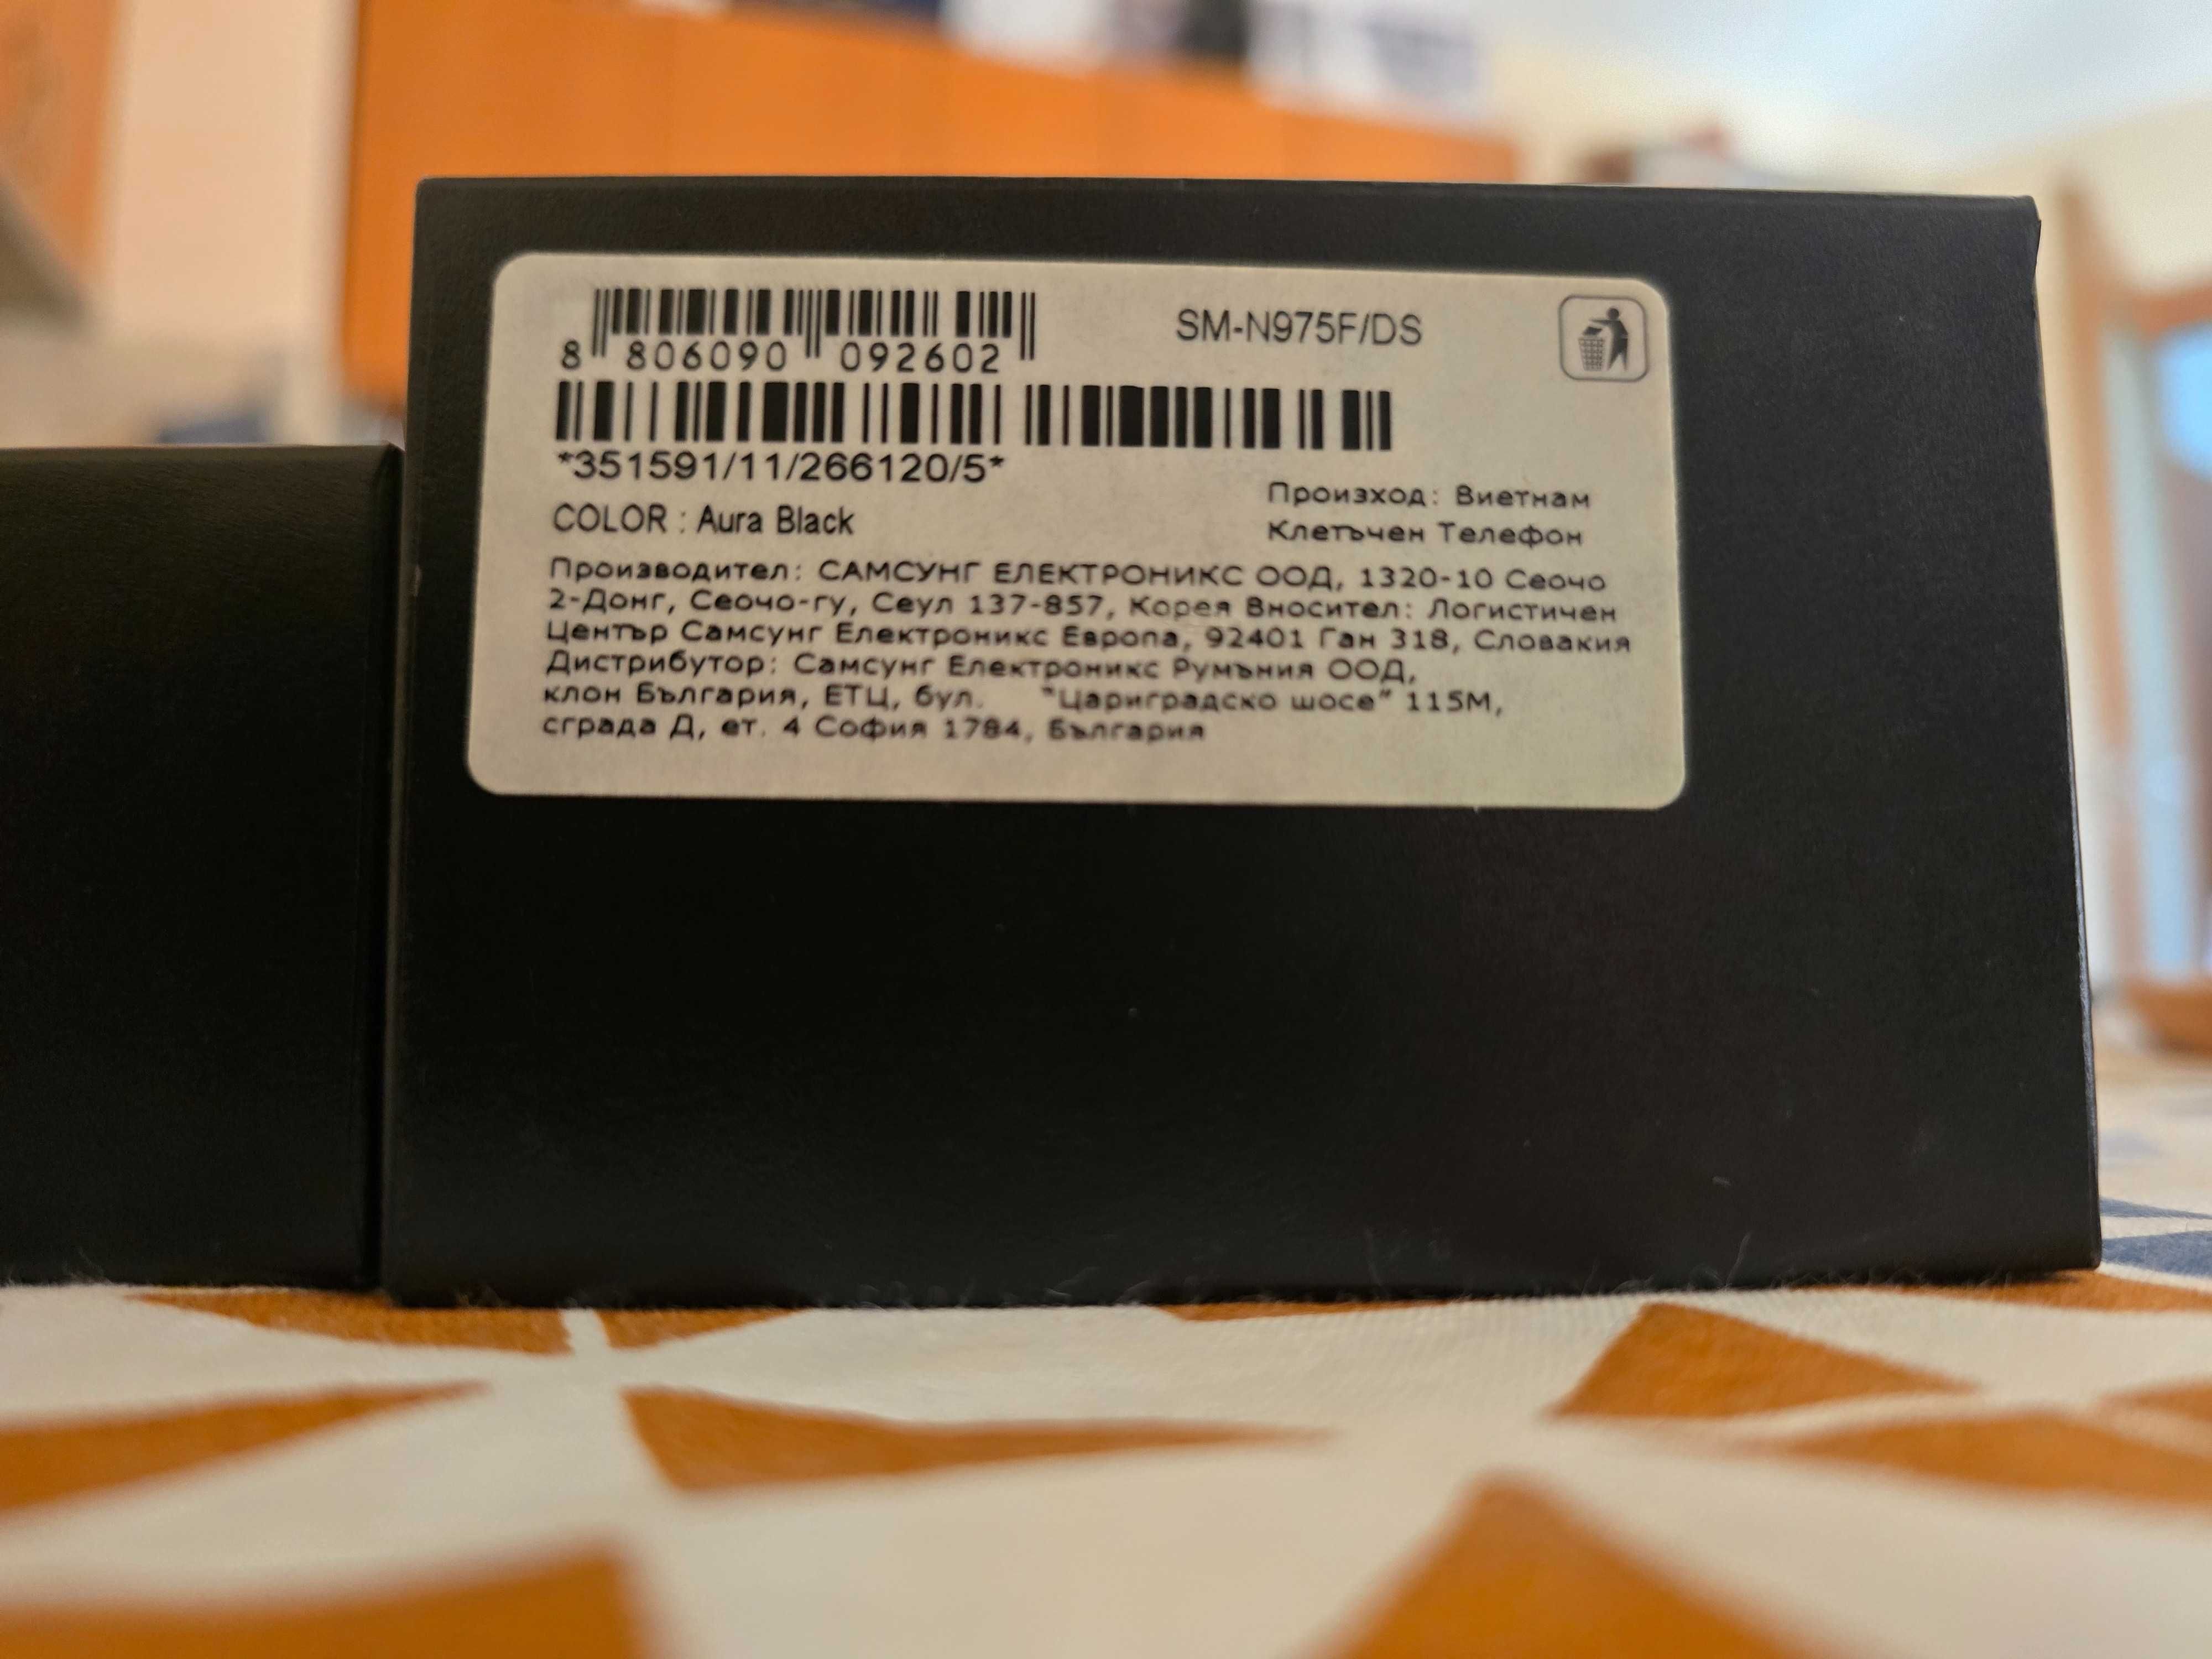 SM-N975F/DS
8 806090 092602
*351591/11/266120/5*
COLOR : Aura Black
Произход: Виетнам
Клетъчен Телефон
Производител: САМСУНГ ЕЛЕКТРОНИКС ООД, 1320-10 Сеочо
2-Донг, Сеочо-гу, Сеул 137-857, Корея Вносител: Логистичен
Център Самсунг Електроникс Европа, 92401 Ган 318, Словакия
Дистрибутор: Самсунг Електроникс Румъния ООД,
клон България, ЕТЦ, бул. "Цариградско шосе" 115М,
сграда Д, ет. 4 София 1784, България